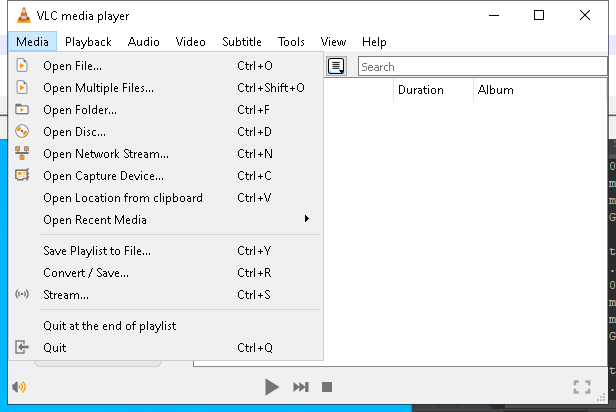 VLC media player
Media Playback Audio Video Subtitle Tools View Help
Open File... Ctrl+O
Open Multiple Files... Ctrl+Shift+O
Open Folder... Ctrl+F
Open Disc... Ctrl+D
Open Network Stream... Ctrl+N
Open Capture Device... Ctrl+C
Open Location from clipboard Ctrl+V
Open Recent Media
Save Playlist to File... Ctrl+Y
Convert / Save... Ctrl+R
Stream... Ctrl+S
Quit at the end of playlist
Quit Ctrl+Q
Search
Duration Album